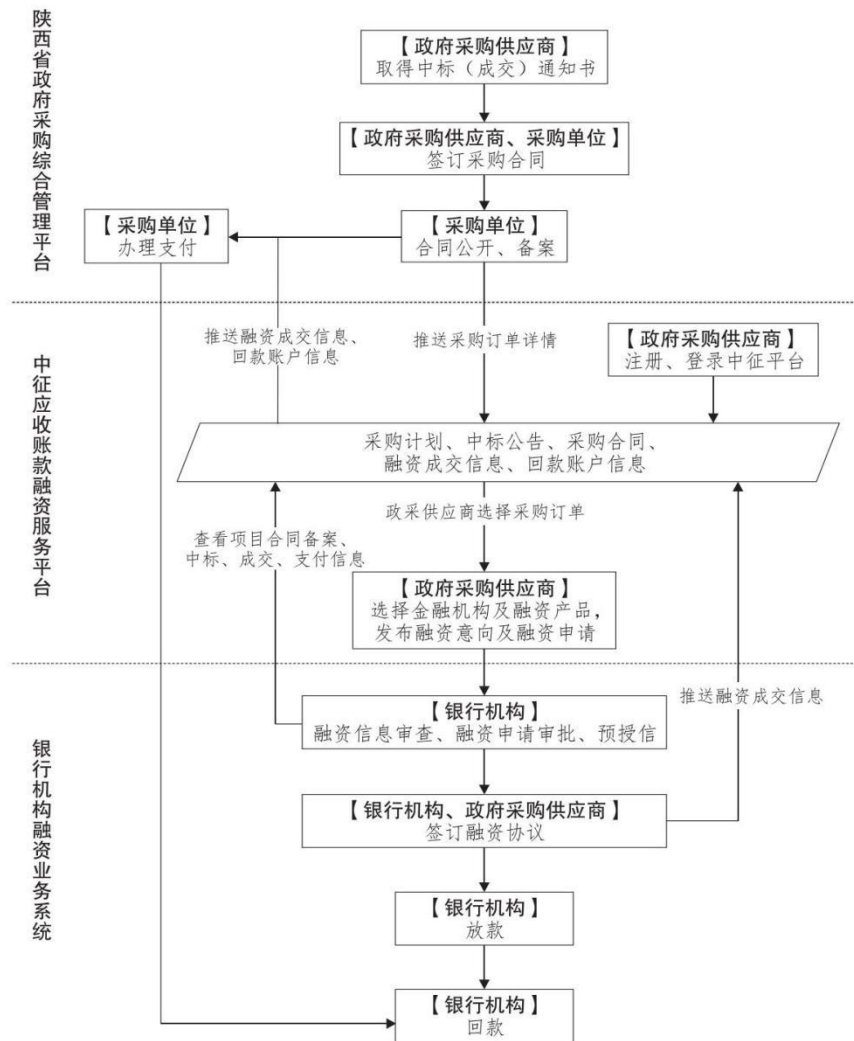 陕西省政府采购综合管理平台
【政府采购供应商】
取得中标（成交）通知书
【政府采购供应商、采购单位】
签订采购合同
【采购单位】
办理支付
【采购单位】
合同公开、备案
中征应收账款融资服务平台
推送融资成交信息、
回款账户信息
推送采购订单详情
【政府采购供应商】
注册、登录中征平台
采购计划、中标公告、采购合同、
融资成交信息、回款账户信息
政采供应商选择采购订单
查看项目合同备案、
中标、成交、支付信息
【政府采购供应商】
选择金融机构及融资产品，
发布融资意向及融资申请
银行机构融资业务系统
【银行机构】
融资信息审查、融资申请审批、预授信
推送融资成交信息
【银行机构、政府采购供应商】
签订融资协议
【银行机构】
放款
【银行机构】
回款